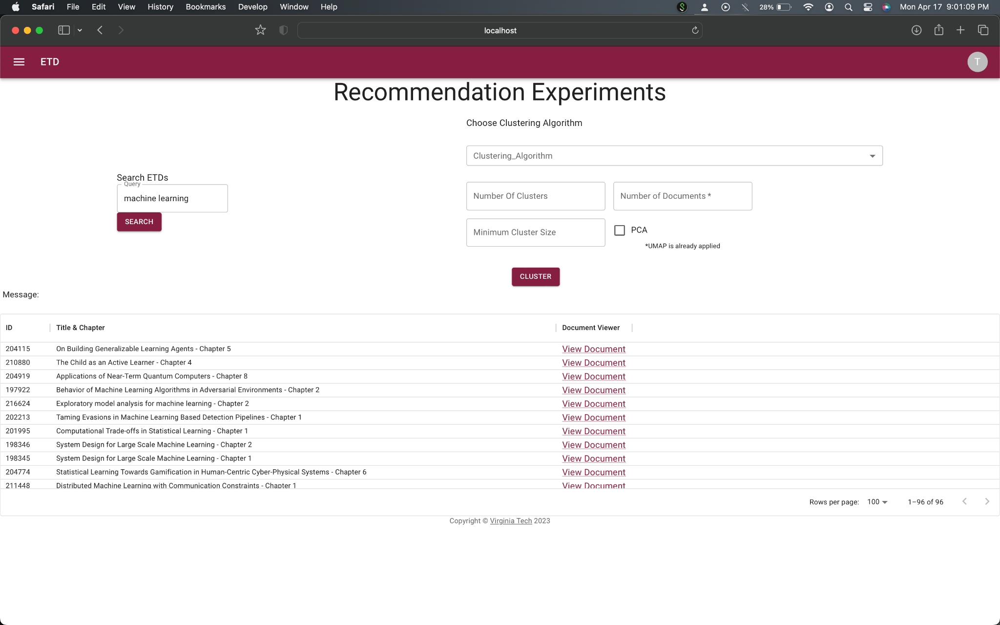 Safari File Edit View History Bookmarks Develop Window Help 28% Mon Apr 17 9:01:09 PM
localhost
ETD T
Recommendation Experiments
Choose Clustering Algorithm
Clustering_Algorithm
Search ETDs
Query
machine learning
SEARCH
Number Of Clusters Number of Documents *
Minimum Cluster Size PCA
*UMAP is already applied
CLUSTER
Message:
ID Title & Chapter Document Viewer
204115 On Building Generalizable Learning Agents - Chapter 5 View Document
210880 The Child as an Active Learner - Chapter 4 View Document
204919 Applications of Near-Term Quantum Computers - Chapter 8 View Document
197922 Behavior of Machine Learning Algorithms in Adversarial Environments - Chapter 2 View Document
216624 Exploratory model analysis for machine learning - Chapter 2 View Document
202213 Taming Evasions in Machine Learning Based Detection Pipelines - Chapter 1 View Document
201995 Computational Trade-offs in Statistical Learning - Chapter 1 View Document
198346 System Design for Large Scale Machine Learning - Chapter 2 View Document
198345 System Design for Large Scale Machine Learning - Chapter 1 View Document
204774 Statistical Learning Towards Gamification in Human-Centric Cyber-Physical Systems - Chapter 6 View Document
211448 Distributed Machine Learning with Communication Constraints - Chapter 1 View Document
Rows per page: 100 1–96 of 96
Copyright © Virginia Tech 2023